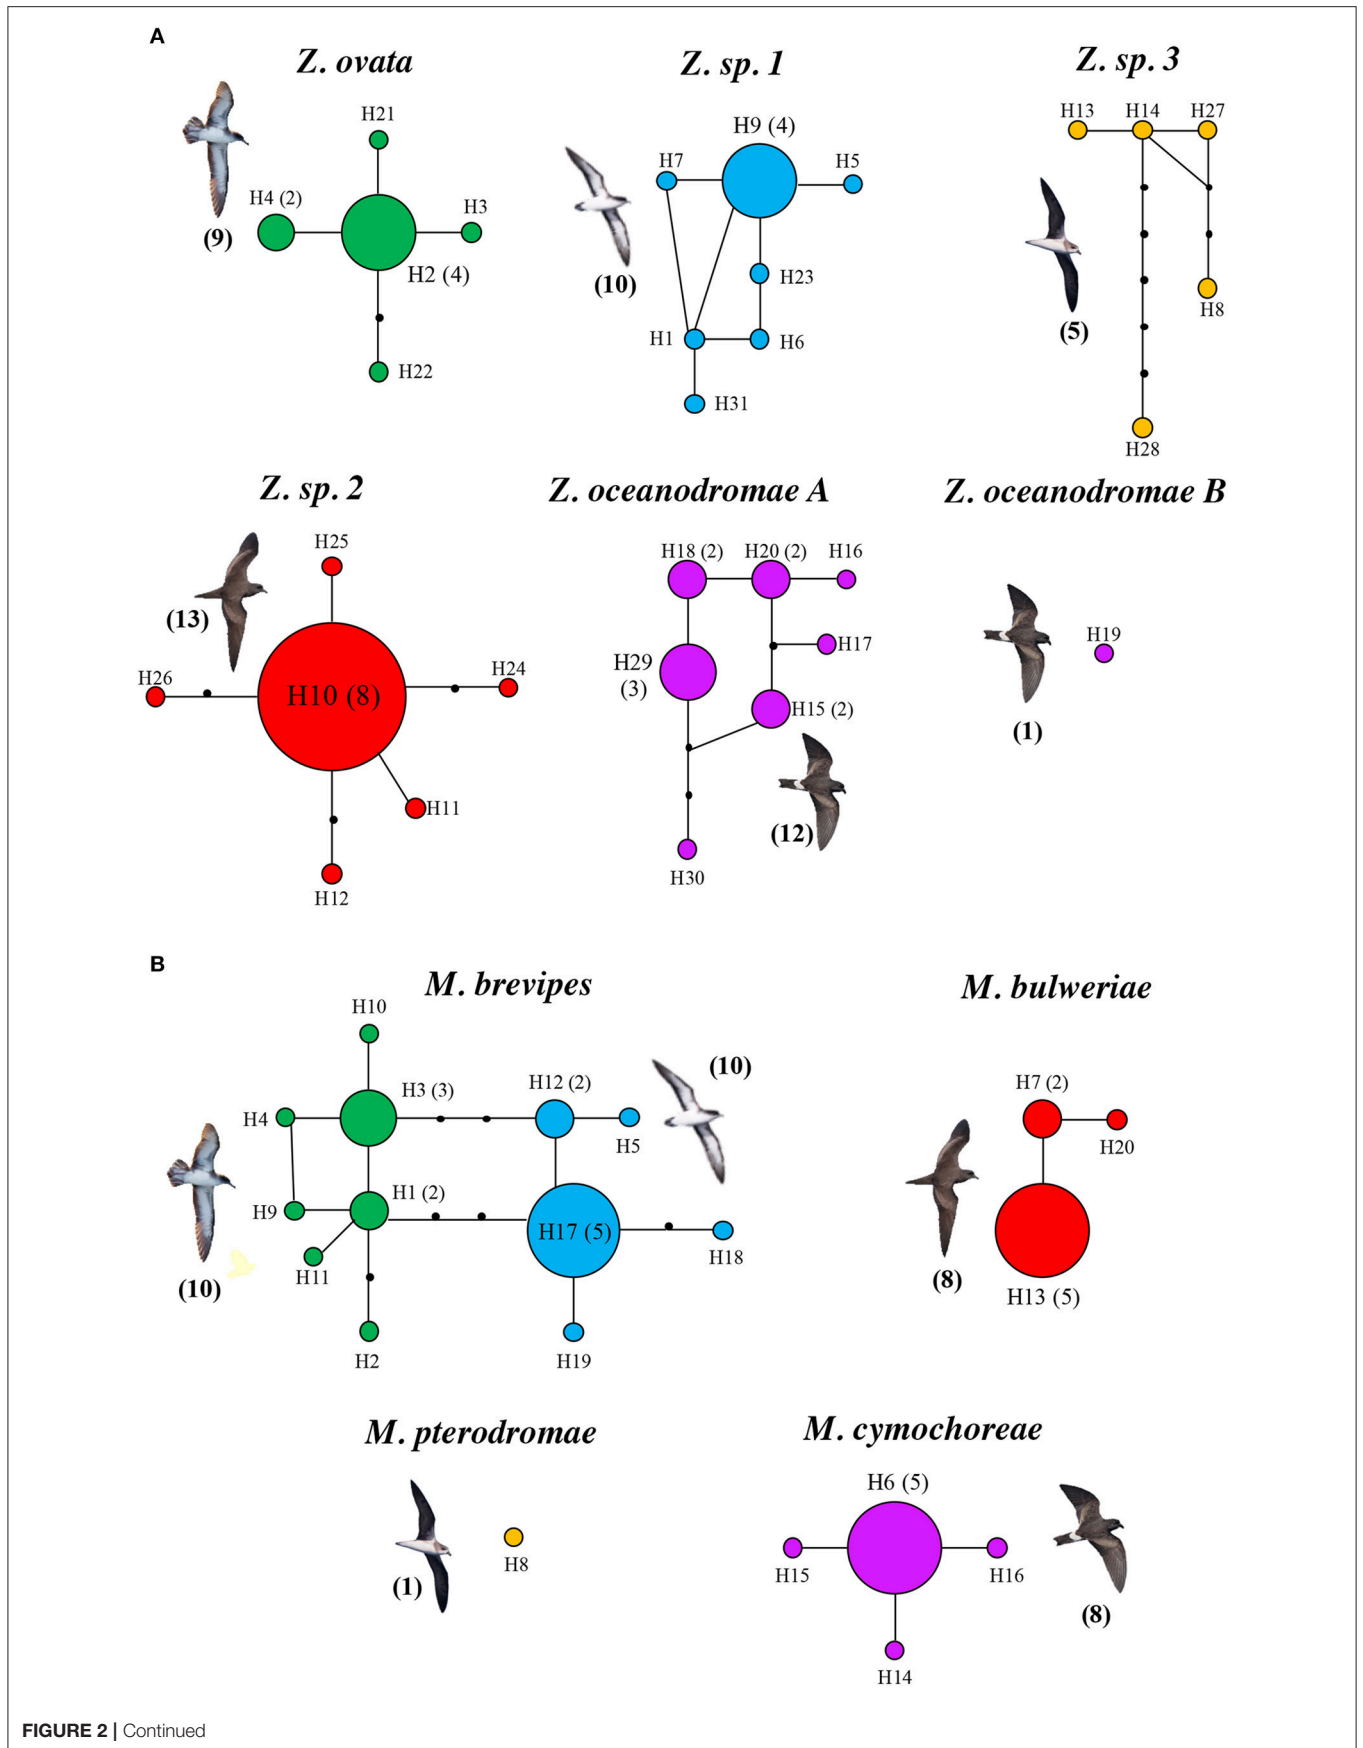 A
Z. ovata
Z. sp. 1
Z. sp. 3
H21
H4 (2)
H3
H2 (4)
H22
(9)
H9 (4)
H7
H5
H23
H1
H6
H31
(10)
H13
H14
H27
H8
H28
(5)
Z. sp. 2
Z. oceanodromae A
Z. oceanodromae B
H25
(13)
H26
H24
H10 (8)
H11
H12
H18 (2)
H20 (2)
H16
H17
H29
(3)
H15 (2)
(12)
H30
H19
(1)
B
M. brevipes
M. bulweriae
H10
H3 (3)
H12 (2)
(10)
H4
H5
H1 (2)
H9
H17 (5)
H18
H11
(10)
H2
H19
H7 (2)
H20
(8)
H13 (5)
M. pterodromae
M. cymochoreae
H8
(1)
H6 (5)
H15
H16
H14
(8)
FIGURE 2 | Continued